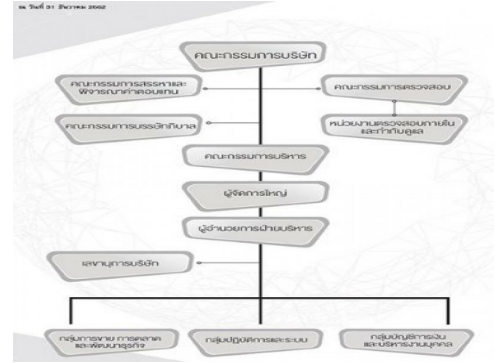 ณ วันที่ 31 ธันวาคม 2562
คณะกรรมการบริษัท
คณะกรรมการสรรหาและ
พิจารณาค่าตอบแทน
คณะกรรมการตรวจสอบ
คณะกรรมการบรรษัทภิบาล
หน่วยงานตรวจสอบภายใน
และกำกับดูแล
คณะกรรมการบริหาร
ผู้จัดการใหญ่
ผู้อำนวยการฝ่ายบริหาร
เลขานุการบริษัท
กลุ่มการขาย การตลาด
และพัฒนาธุรกิจ
กลุ่มปฏิบัติการและระบบ
กลุ่มบัญชีการเงิน
และบริหารงานบุคคล